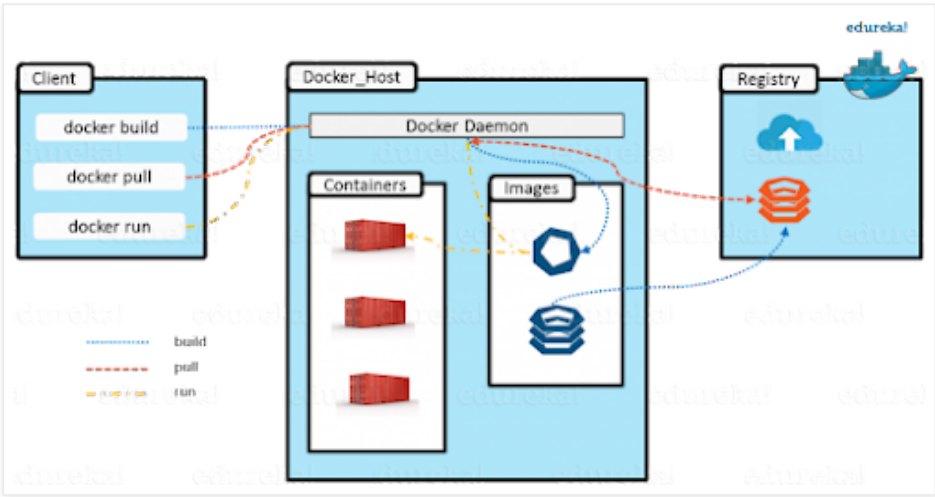 edureka!
Client
docker build
docker pull
docker run
Docker_Host
Docker Daemon
Containers
Images
Registry
build
pull
run